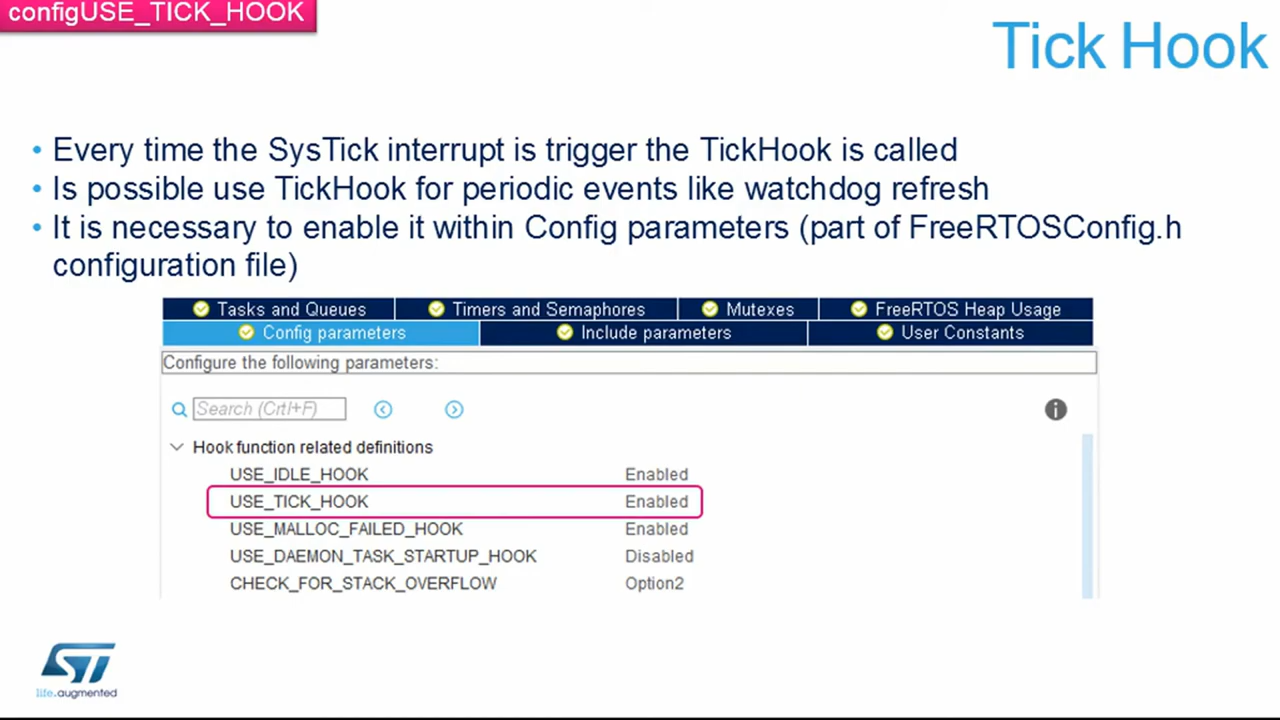 configUSE_TICK_HOOK
Tick Hook
• Every time the SysTick interrupt is trigger the TickHook is called
• Is possible use TickHook for periodic events like watchdog refresh
• It is necessary to enable it within Config parameters (part of FreeRTOSConfig.h
configuration file)
Tasks and Queues Timers and Semaphores Mutexes FreeRTOS Heap Usage
Config parameters Include parameters User Constants
Configure the following parameters:
Search (Crtl+F)
Hook function related definitions
USE_IDLE_HOOK Enabled
USE_TICK_HOOK Enabled
USE_MALLOC_FAILED_HOOK Enabled
USE_DAEMON_TASK_STARTUP_HOOK Disabled
CHECK_FOR_STACK_OVERFLOW Option2
ST
life.augmented